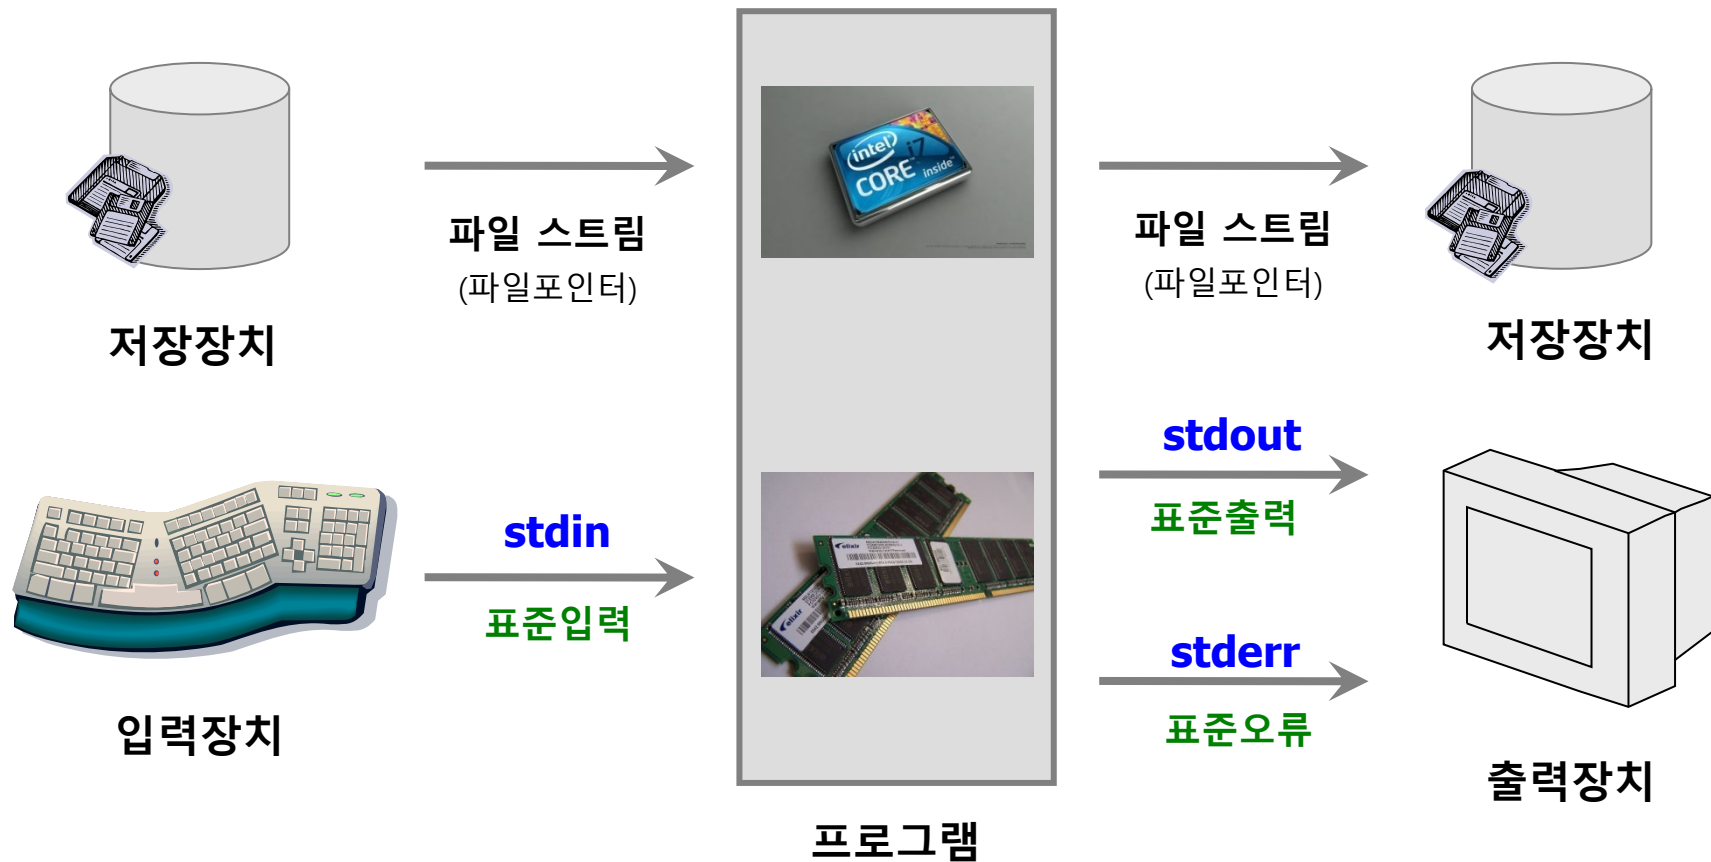 파일 스트림
(파일포인터)
저장장치
intel
CORE i7
inside
파일 스트림
(파일포인터)
저장장치
stdin
표준입력
입력장치
elixir
elixir
프로그램
stdout
표준출력
stderr
표준오류
출력장치